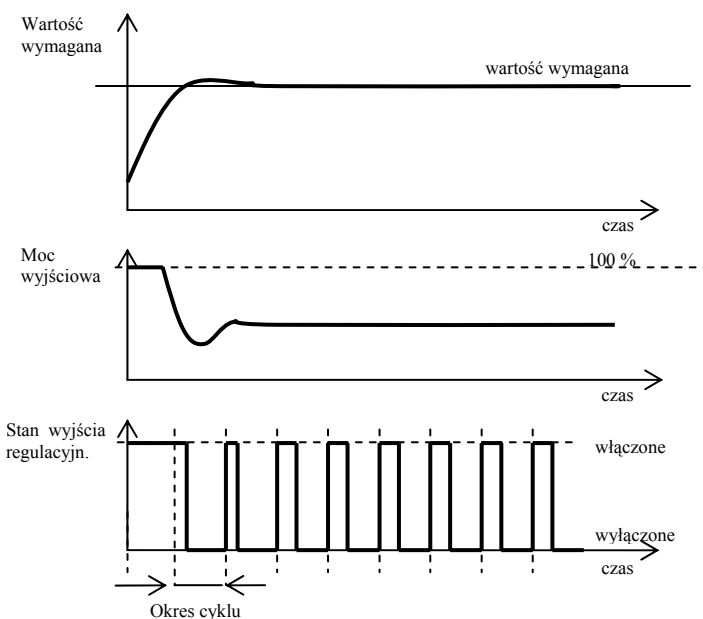 Wartość
wymagana
wartość wymagana
czas
Moc
wyjściowa
100 %
czas
Stan wyjścia
regulacyjn.
włączone
wyłączone
czas
Okres cyklu